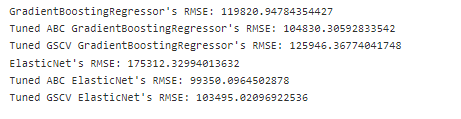 GradientBoostingRegressor's RMSE: 119820.94784354427
Tuned ABC GradientBoostingRegressor's RMSE: 104830.30592833542
Tuned GSCV GradientBoostingRegressor's RMSE: 125946.36774041748
ElasticNet's RMSE: 175312.32994013632
Tuned ABC ElasticNet's RMSE: 99350.0964502878
Tuned GSCV ElasticNet's RMSE: 103495.02096922536